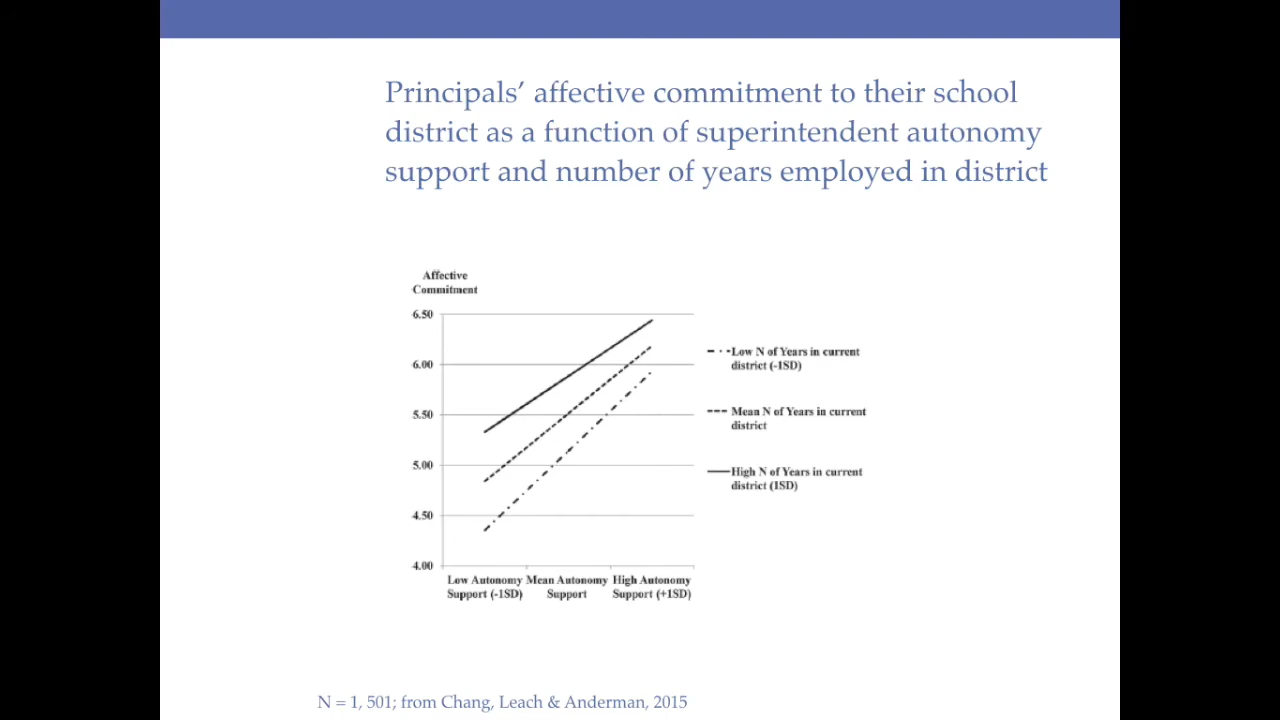 Principals’ affective commitment to their school
district as a function of superintendent autonomy
support and number of years employed in district
Affective
Commitment
6.50
6.00
5.50
5.00
4.50
4.00
Low Autonomy Support (-1SD)
Mean Autonomy Support
High Autonomy Support (+1SD)
Low N of Years in current
district (-1SD)
Mean N of Years in current
district
High N of Years in current
district (1SD)
N = 1, 501; from Chang, Leach & Anderman, 2015